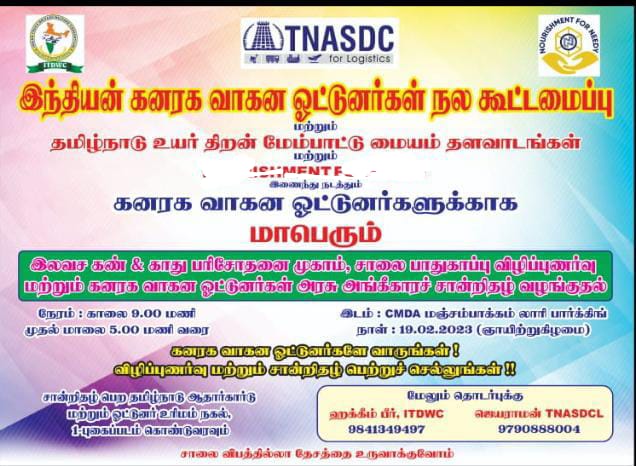 ITDWC
TNASDC
for Logistics
NOURISHMENT FOR NEEDY
இந்தியன் கனரக வாகன ஓட்டுனர்கள் நல கூட்டமைப்பு
மற்றும்
தமிழ்நாடு உயர் திறன் மேம்பாட்டு மையம் தளவாடங்கள்
மற்றும்
இணைந்து நடத்தும்
கனரக வாகன ஓட்டுனர்களுக்காக
மாபெரும்
இலவச கண் & காது பரிசோதனை முகாம், சாலை பாதுகாப்பு விழிப்புணர்வு
மற்றும் கனரக வாகன ஓட்டுனர்கள் அரசு அங்கீகாரச் சான்றிதழ் வழங்குதல்
நேரம் : காலை 9.00 மணி
முதல் மாலை 5.00 மணி வரை
இடம் : CMDA மஞ்சம்பாக்கம் லாரி பார்க்கிங்
நாள் : 19.02.2023 (ஞாயிற்றுகிழமை)
கனரக வாகன ஓட்டுனர்களே வாருங்கள் !
விழிப்புணர்வு மற்றும் சான்றிதழ் பெற்றுச் செல்லுங்கள் !!
சான்றிதழ் பெற தமிழ்நாடு ஆதார்கார்டு
மற்றும் ஓட்டுனர் உரிமம் நகல்,
1-புகைப்படம் கொண்டுவரவும்
மேலும் தொடர்புக்கு
ஹக்கீம் பீர், ITDWC
9841349497
ஜெயராமன் TNASDCL
9790888004
சாலை விபத்தில்லா தேசத்தை உருவாக்குவோம்